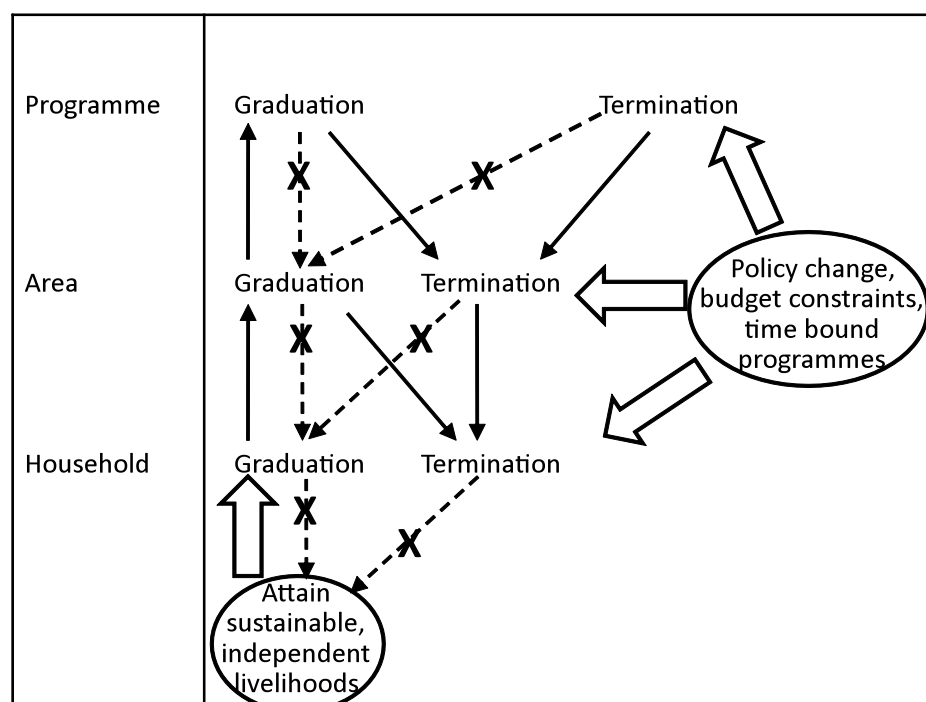 Programme
Graduation
Termination
X
X
Area
Graduation
Termination
Policy change,
budget constraints,
time bound
programmes
X
X
Household
Graduation
Termination
X
X
Attain
sustainable,
independent
livelihoods